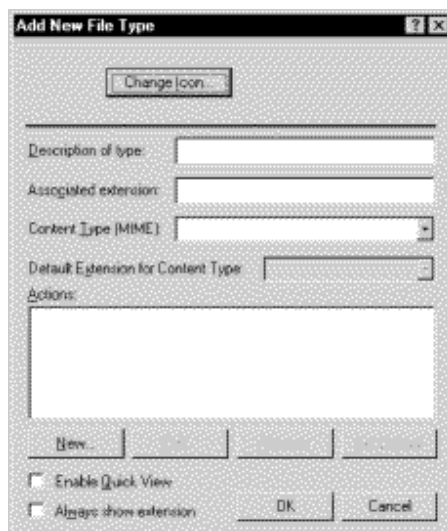 Add New File Type
Change Icon...
Description of type:
Associated extension:
Content Type (MIME):
Default Extension for Content Type:
Actions:
New...
Enable Quick View
Always show extension
OK
Cancel